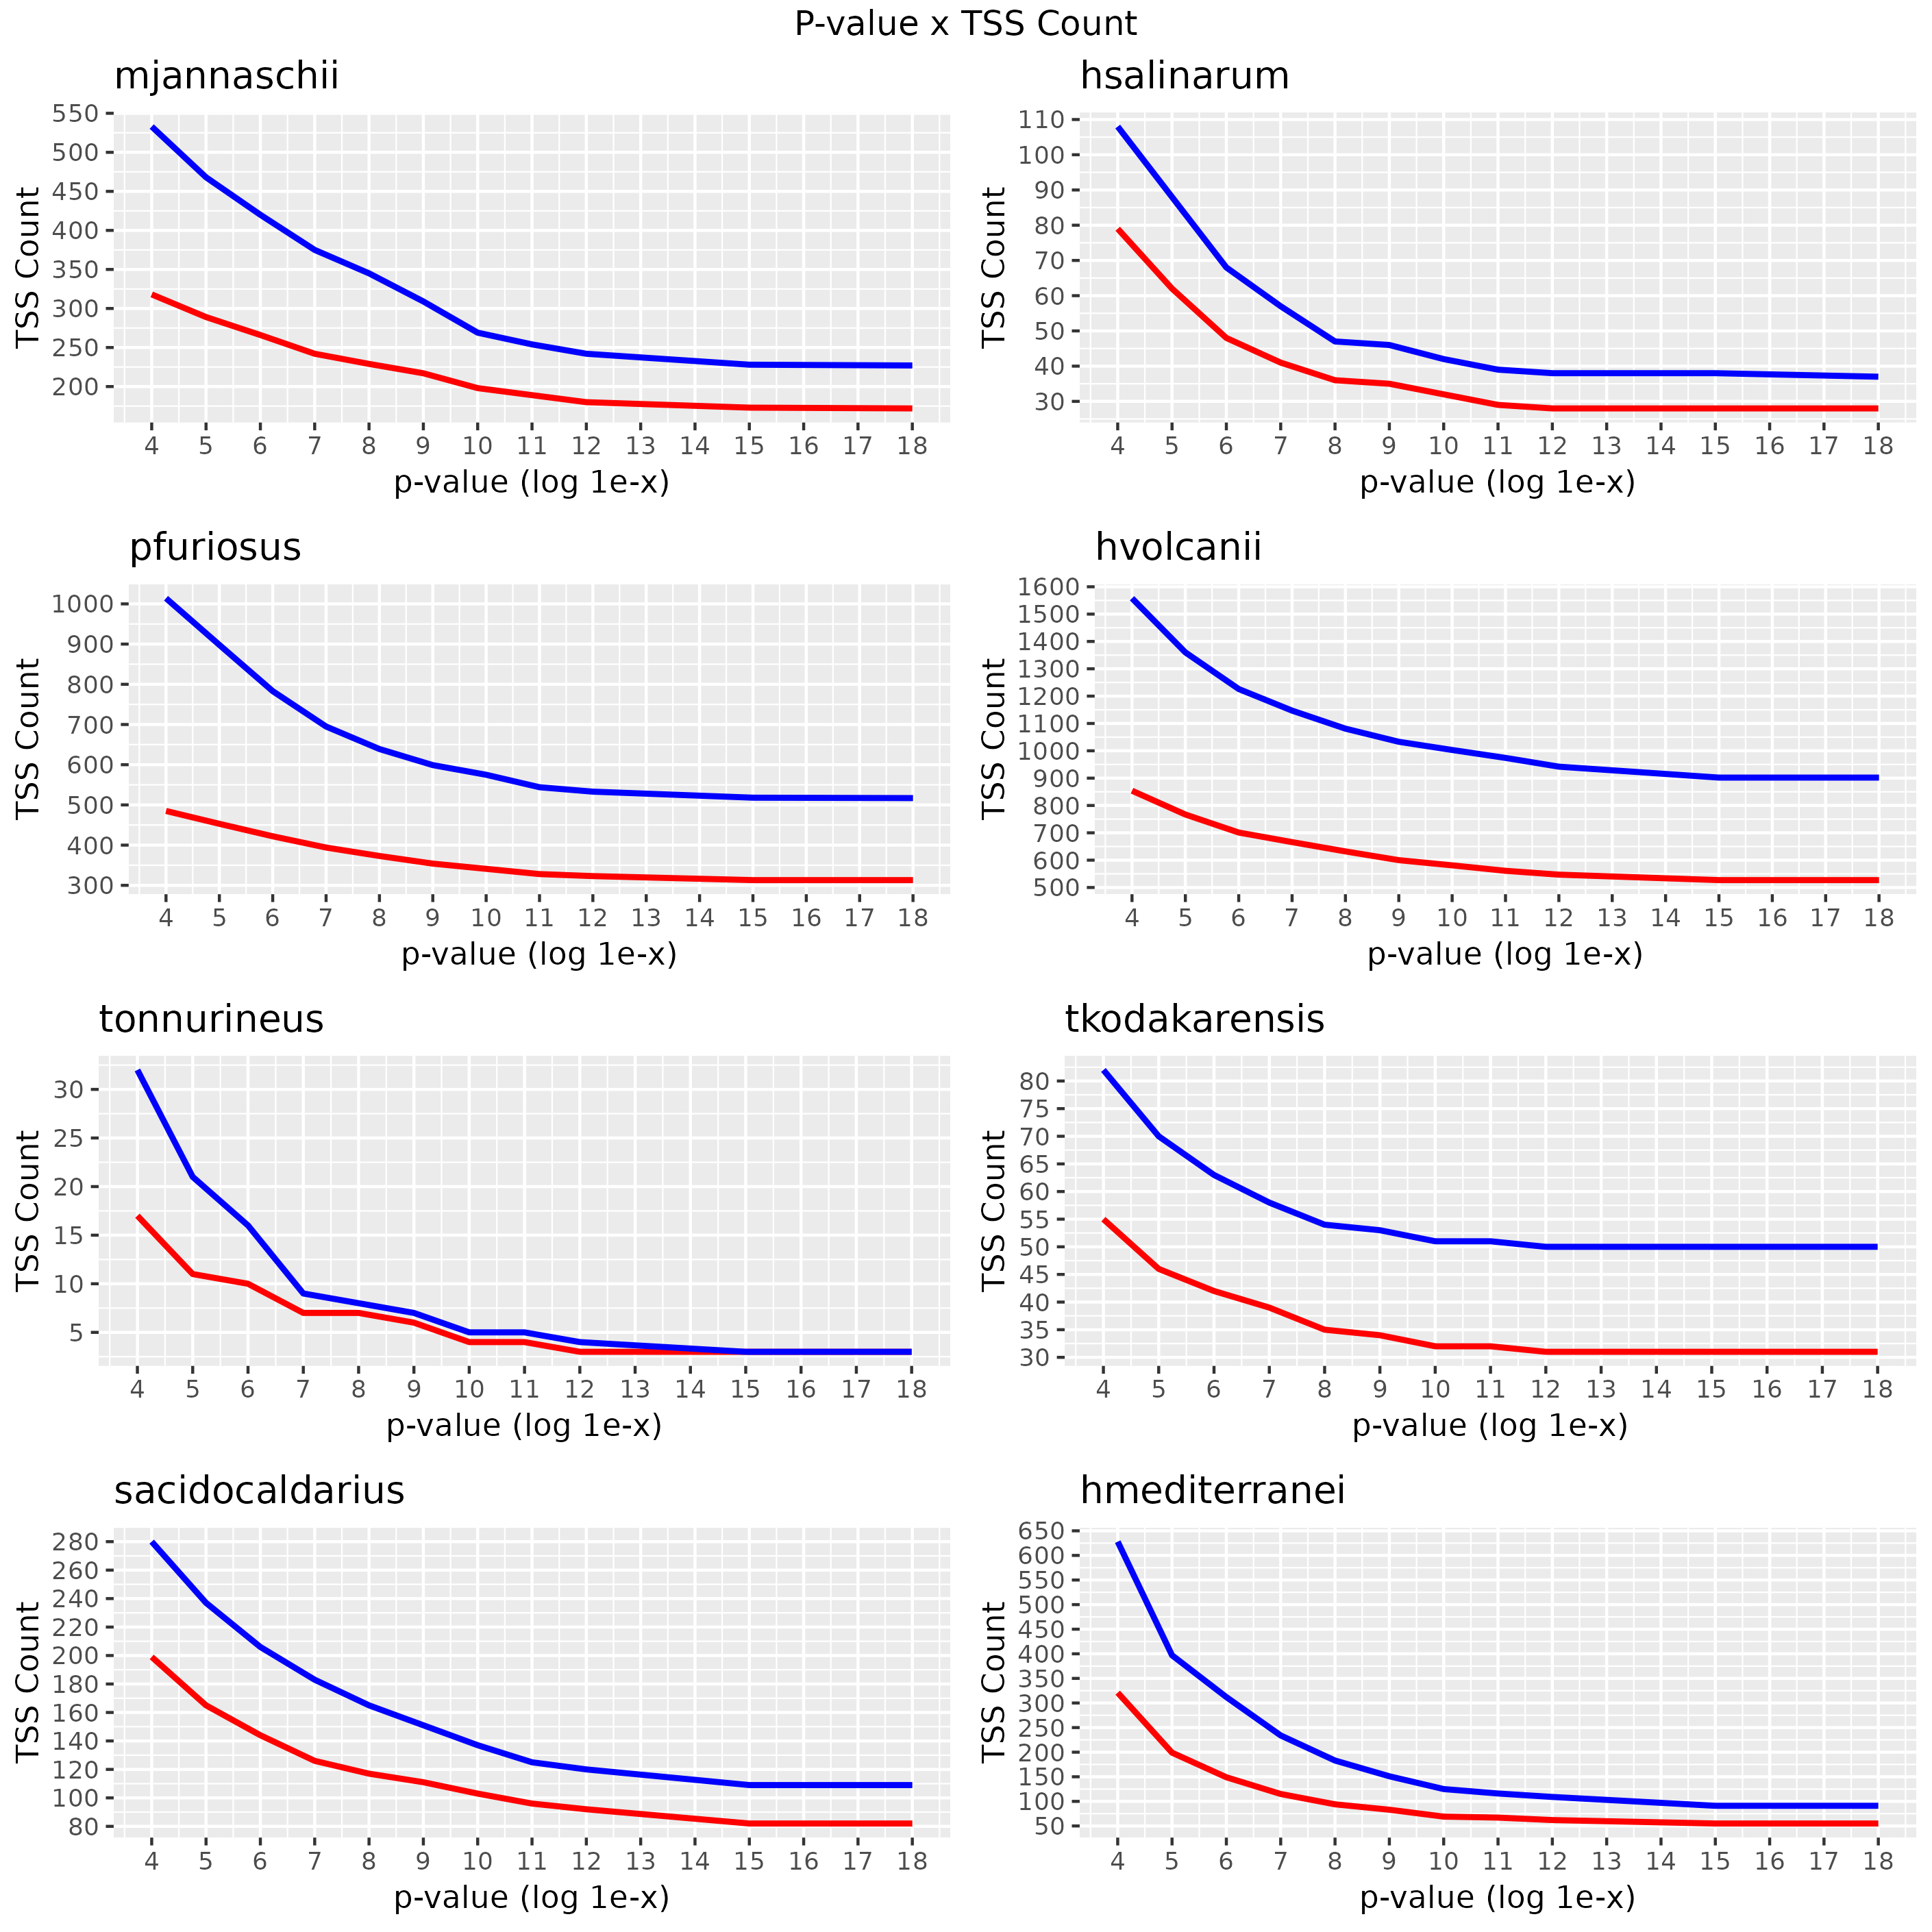 P-value x TSS Count
mjannaschii
550
500
450
400
350
300
250
200
TSS Count
4 5 6 7 8 9 10 11 12 13 14 15 16 17 18
p-value (log 1e-x)
hsalinarum
110
100
90
80
70
60
50
40
30
TSS Count
4 5 6 7 8 9 10 11 12 13 14 15 16 17 18
p-value (log 1e-x)
pfuriosus
1000
900
800
700
600
500
400
300
TSS Count
4 5 6 7 8 9 10 11 12 13 14 15 16 17 18
p-value (log 1e-x)
hvolcanii
1600
1500
1400
1300
1200
1100
1000
900
800
700
600
500
TSS Count
4 5 6 7 8 9 10 11 12 13 14 15 16 17 18
p-value (log 1e-x)
tonnurineus
30
25
20
15
10
5
TSS Count
4 5 6 7 8 9 10 11 12 13 14 15 16 17 18
p-value (log 1e-x)
tkodakarensis
80
75
70
65
60
55
50
45
40
35
30
TSS Count
4 5 6 7 8 9 10 11 12 13 14 15 16 17 18
p-value (log 1e-x)
sacidocaldarius
280
260
240
220
200
180
160
140
120
100
80
TSS Count
4 5 6 7 8 9 10 11 12 13 14 15 16 17 18
p-value (log 1e-x)
hmediterranei
650
600
550
500
450
400
350
300
250
200
150
100
50
TSS Count
4 5 6 7 8 9 10 11 12 13 14 15 16 17 18
p-value (log 1e-x)